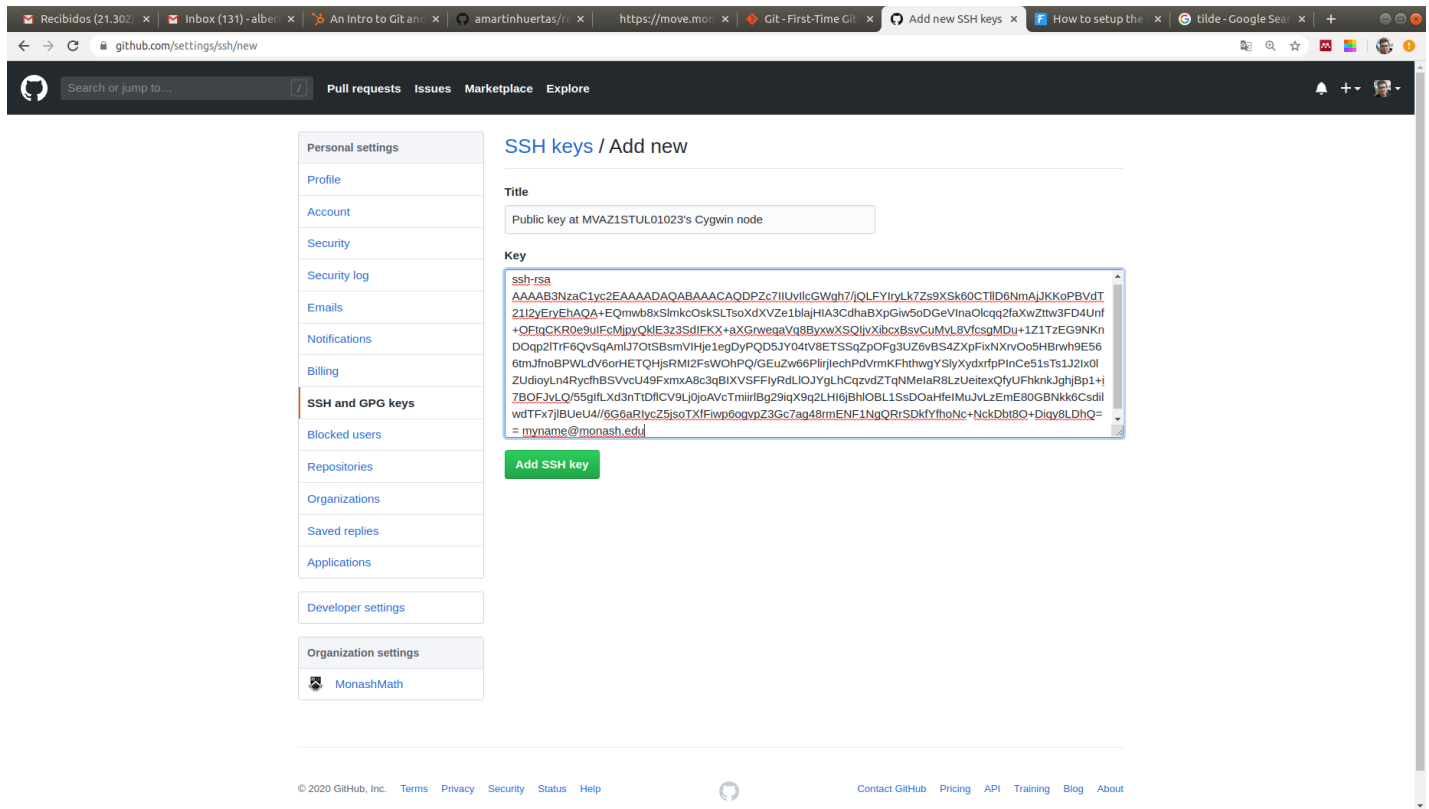 Recibidos (21.302)
Inbox (131) - alber
An Intro to Git and
amartinhuertas/re
https://move.mon
Git - First-Time Git
Add new SSH keys
How to setup the
tilde - Google Sear
github.com/settings/ssh/new
Search or jump to…
/
Pull requests Issues Marketplace Explore
Personal settings
Profile
Account
Security
Security log
Emails
Notifications
Billing
SSH and GPG keys
Blocked users
Repositories
Organizations
Saved replies
Applications
Developer settings
Organization settings
MonashMath
SSH keys / Add new
Title
Public key at MVAZ1STUL01023's Cygwin node
Key
ssh-rsa
= myname@monash.edu
Add SSH key
© 2020 GitHub, Inc. Terms Privacy Security Status Help
Contact GitHub Pricing API Training Blog About